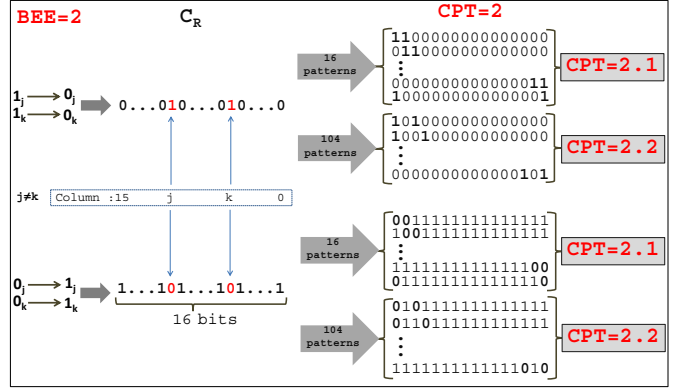 BEE=2
C_R
CPT=2
1_j → 0_j
1_k → 0_k
0...010...010...0
16
patterns
1100000000000000
0110000000000000
⋮
0000000000000011
1000000000000001
CPT=2.1
104
patterns
1010000000000000
1001000000000000
⋮
0000000000000101
CPT=2.2
j≠k
Column :15 j k 0
0_j → 1_j
0_k → 1_k
1...101...101...1
16 bits
16
patterns
0011111111111111
1001111111111111
⋮
1111111111111100
0111111111111110
CPT=2.1
104
patterns
0101111111111111
0110111111111111
⋮
1111111111111010
CPT=2.2